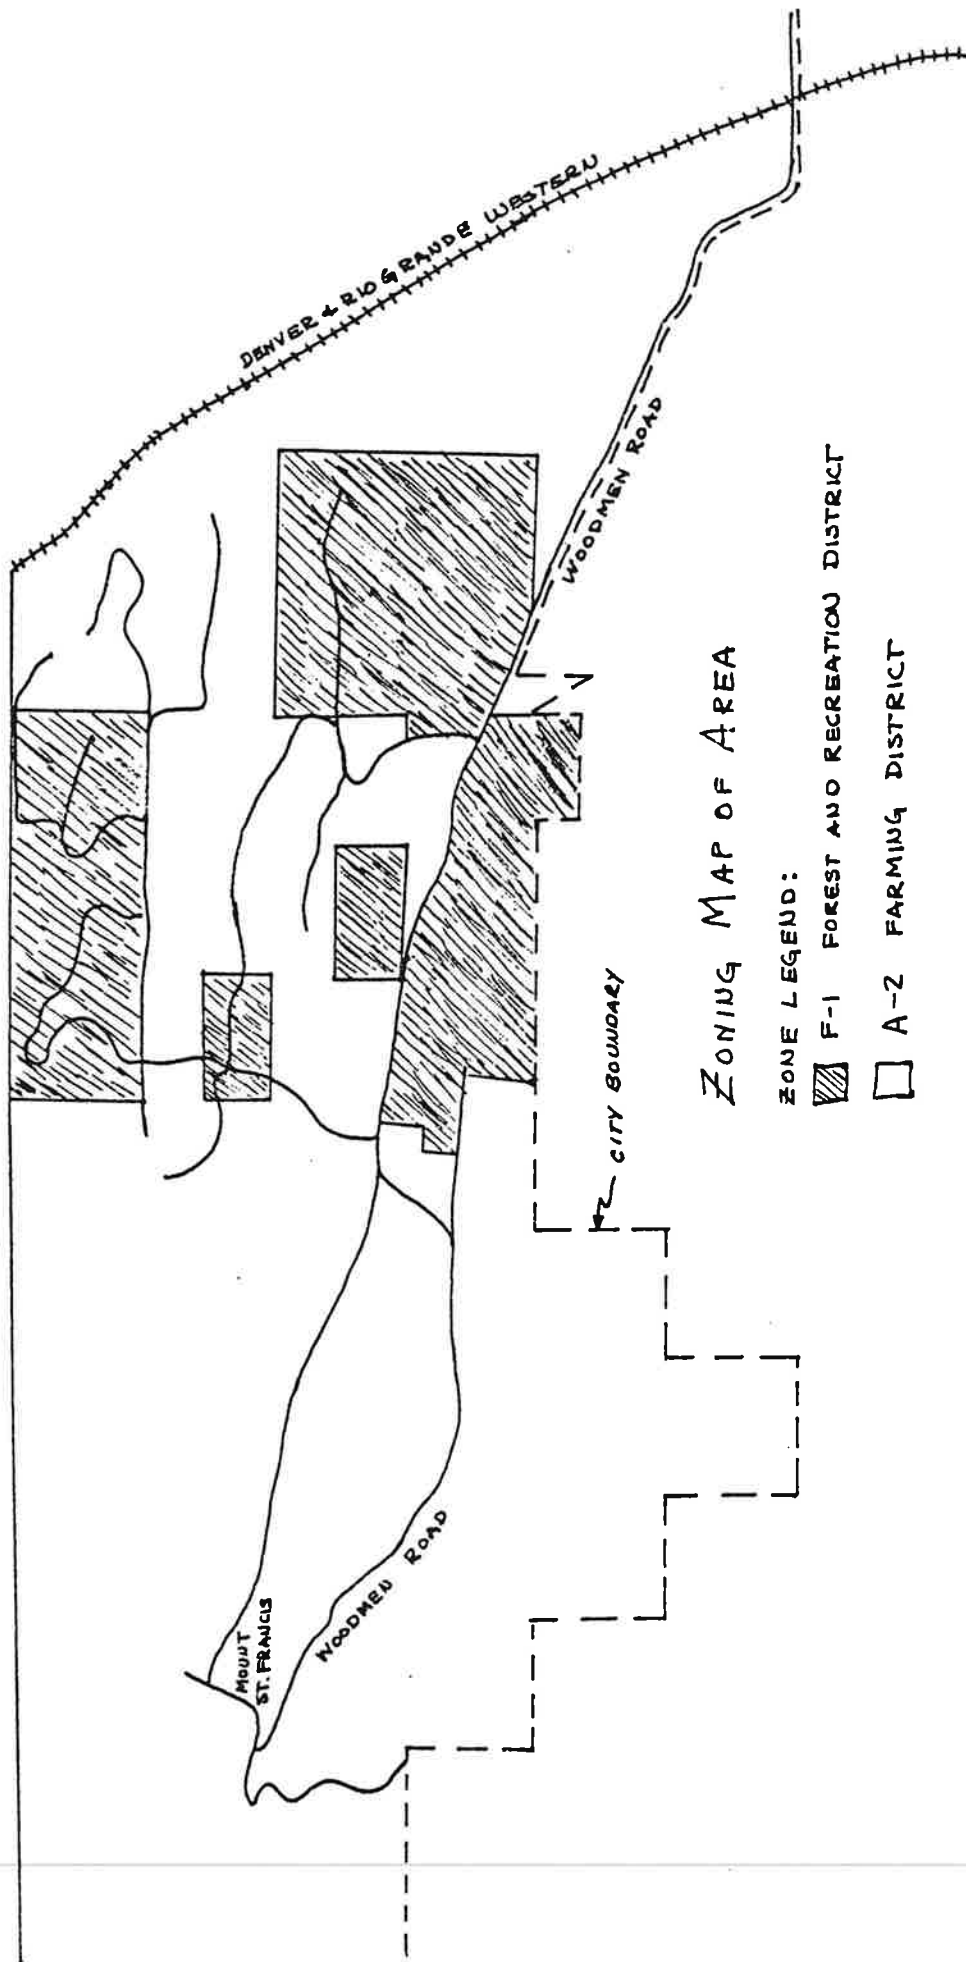 DENVER & RIO GRANDE WESTERN
WOODMEN ROAD
MOUNT
ST. FRANCIS
WOODMEN ROAD
CITY BOUNDARY
ZONING MAP OF AREA
ZONE LEGEND:
F-1 FOREST AND RECREATION DISTRICT
A-2 FARMING DISTRICT